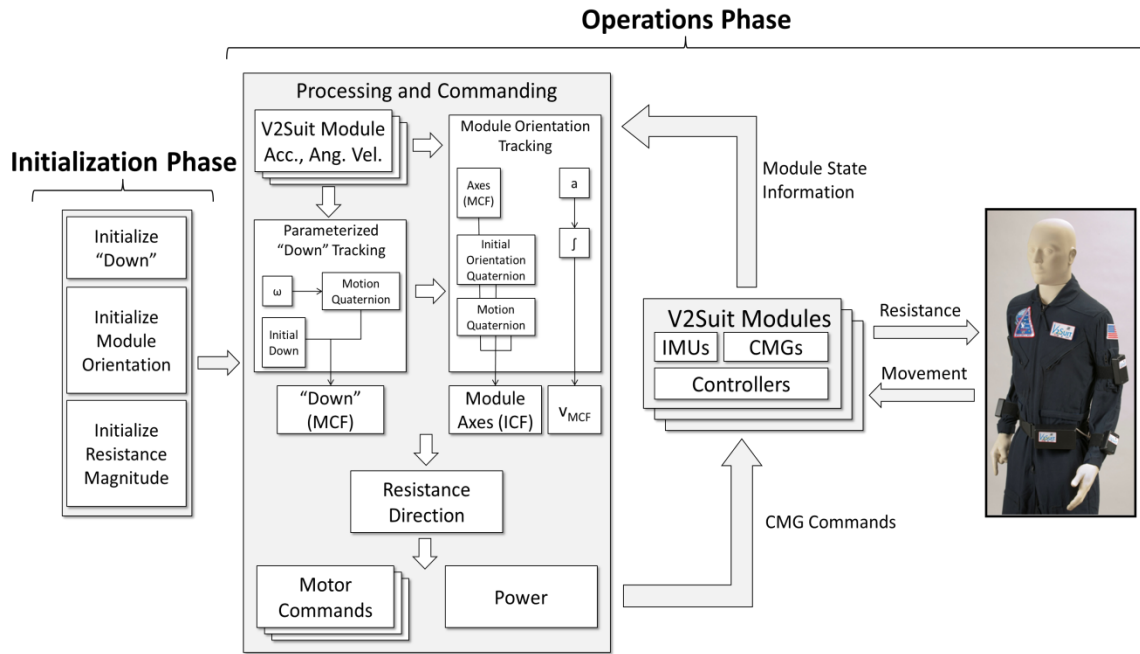 Operations Phase
Initialization Phase
Initialize
“Down”
Initialize
Module
Orientation
Initialize
Resistance
Magnitude
Processing and Commanding
V2Suit Module
Acc., Ang. Vel.
Parameterized
“Down” Tracking
ω
Motion
Quaternion
Initial
Down
Module Orientation
Tracking
Axes
(MCF)
a
∫
Initial
Orientation
Quaternion
Motion
Quaternion
“Down”
(MCF)
Module
Axes (ICF)
VMCF
Resistance
Direction
Motor
Commands
Power
Module State
Information
V2Suit Modules
IMUs
CMGs
Controllers
CMG Commands
Resistance
Movement
V2Suit